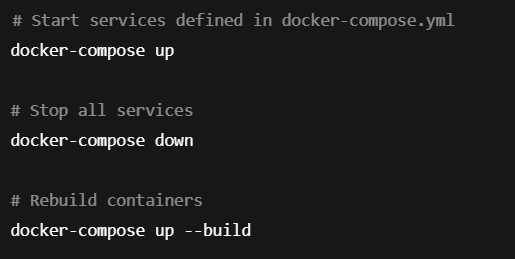 # Start services defined in docker-compose.yml
docker-compose up
# Stop all services
docker-compose down
# Rebuild containers
docker-compose up --build